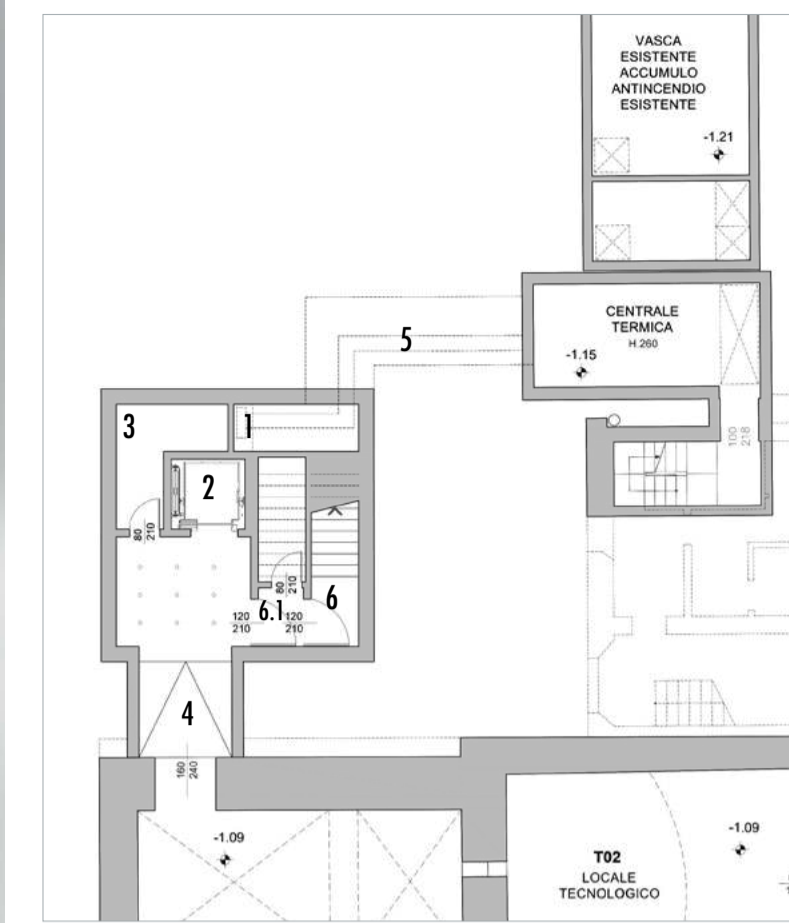 VASCA
ESISTENTE
ACCUMULO
ANTINCENDIO
ESISTENTE
-1.21
CENTRALE
TERMICA
H.260
-1.15
5
100
218
3
1
2
80
210
80
210
6.1
6
120
210
120
210
4
160
240
-1.09
-1.09
T02
LOCALE
TECNOLOGICO